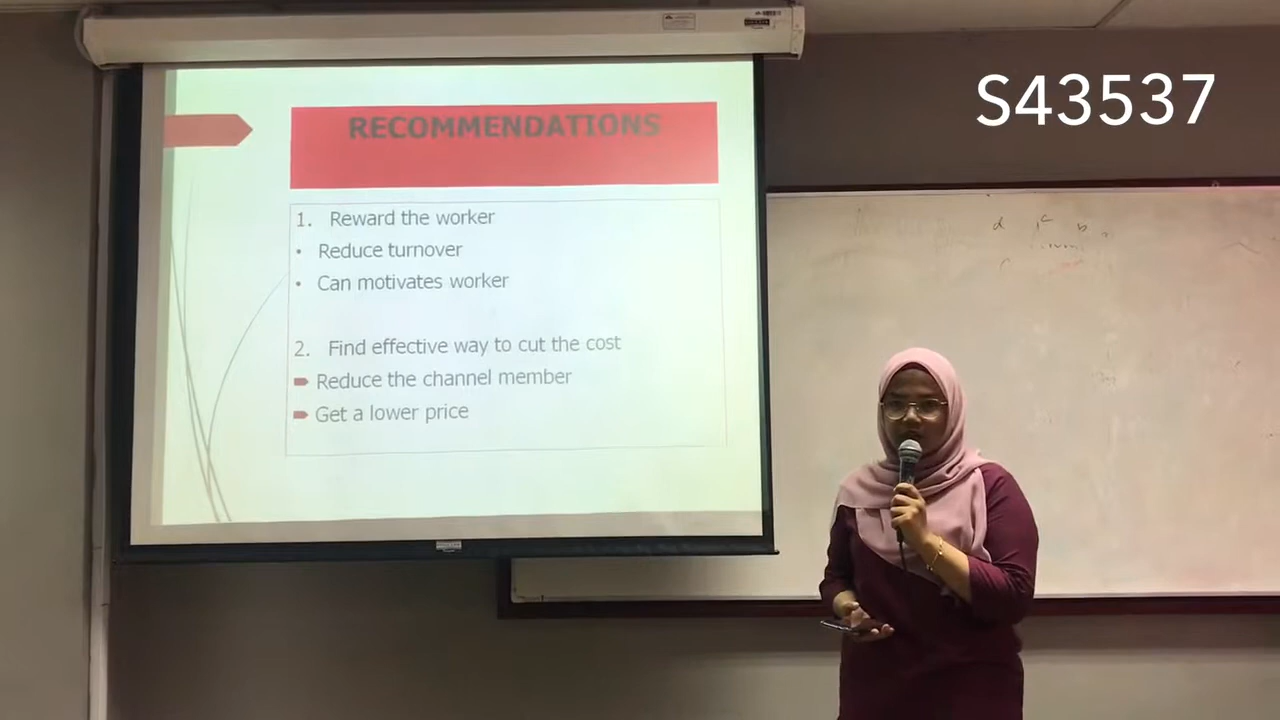 S43537
RECOMMENDATIONS
1. Reward the worker
• Reduce turnover
• Can motivates worker
2. Find effective way to cut the cost
Reduce the channel member
Get a lower price